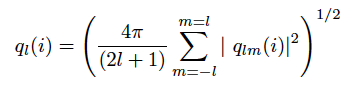 q_l(i) = \left( \frac{4\pi}{(2l+1)} \sum_{m=-l}^{m=l} | q_{lm}(i)|^2 \right)^{1/2}